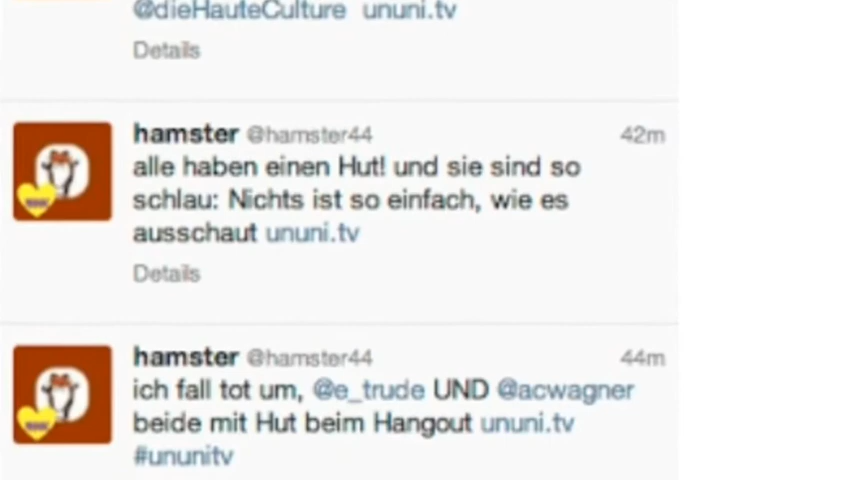 @dieHauteCulture ununi.tv
Details
hamster @hamster44 42m
alle haben einen Hut! und sie sind so
schlau: Nichts ist so einfach, wie es
ausschaut ununi.tv
Details
hamster @hamster44 44m
ich fall tot um, @e_trude UND @acwagner
beide mit Hut beim Hangout ununi.tv
#ununitv